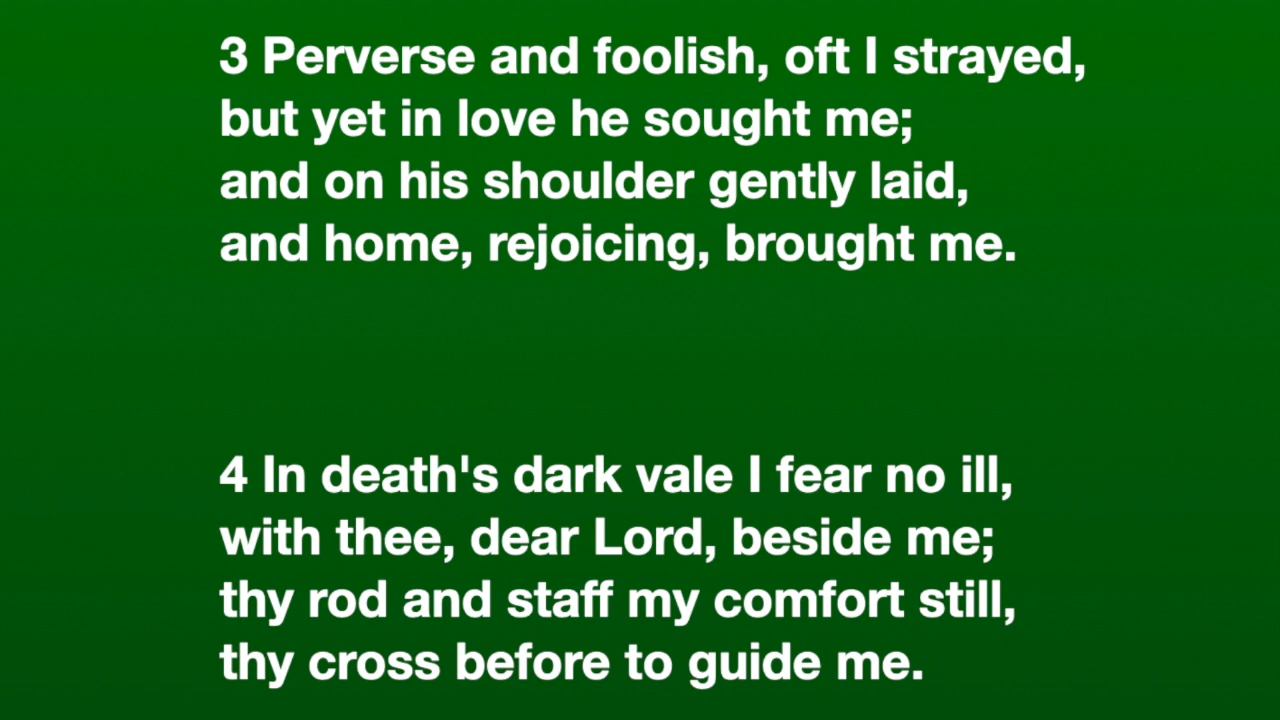 3 Perverse and foolish, oft I strayed,
but yet in love he sought me;
and on his shoulder gently laid,
and home, rejoicing, brought me.
4 In death's dark vale I fear no ill,
with thee, dear Lord, beside me;
thy rod and staff my comfort still,
thy cross before to guide me.